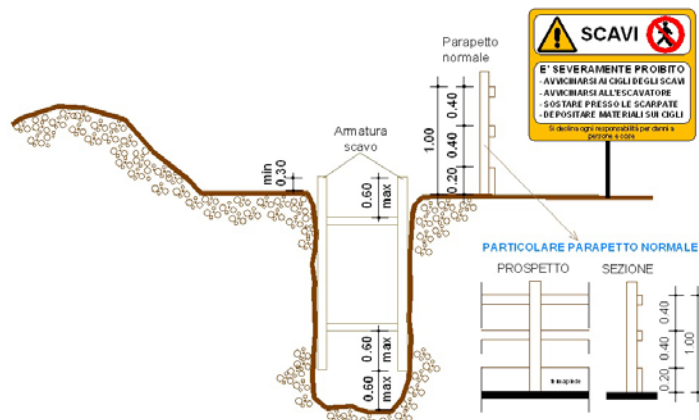 SCAVI
E' SEVERAMENTE PROIBITO
- AVVICINARSI AI CIGLI DEGLI SCAVI
- AVVICINARSI ALL'ESCAVATORE
- SOSTARE PRESSO LE SCARPATE
- DEPOSITARE MATERIALI SUI CIGLI
Si declina ogni responsabilità per danni a
persone e cose
Parapetto
normale
1.00
0.40
0.40
0.20
Armatura
scavo
min
0.30
0.60
max
0.60
max
0.60
max
PARTICOLARE PARAPETTO NORMALE
PROSPETTO
SEZIONE
0.40
0.40
0.20
1.00